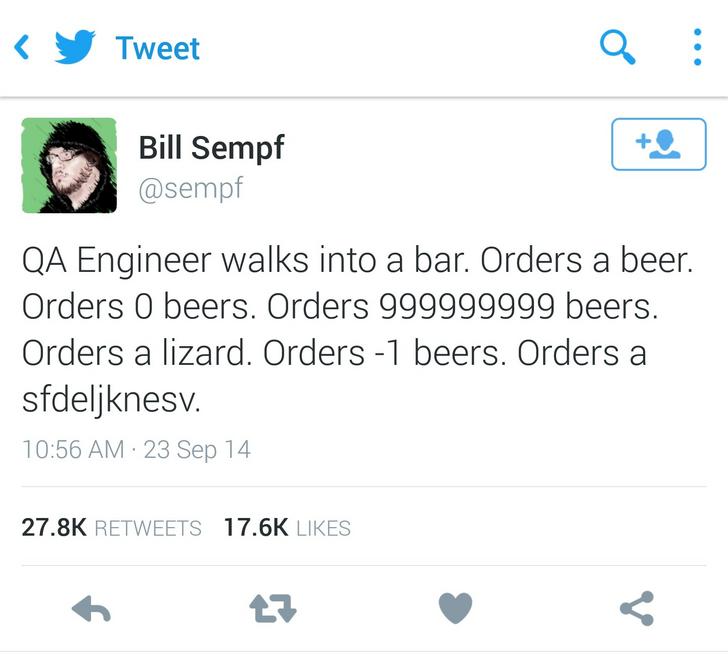 Tweet
Bill Sempf
@sempf
QA Engineer walks into a bar. Orders a beer.
Orders 0 beers. Orders 999999999 beers.
Orders a lizard. Orders -1 beers. Orders a
sfdeljknesv.
10:56 AM · 23 Sep 14
27.8K RETWEETS 17.6K LIKES